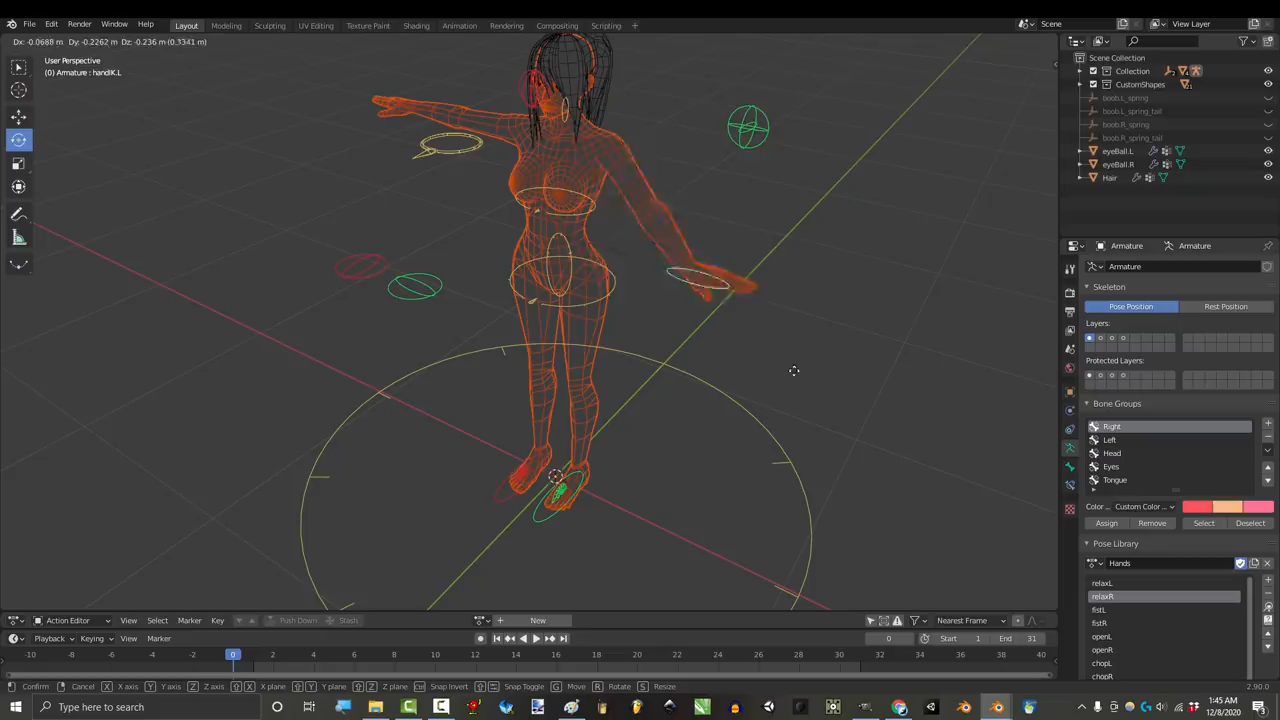 File Edit Render Window Help Layout Modeling Sculpting UV Editing Texture Paint Shading Animation Rendering Compositing Scripting + Scene View Layer
Dx: -0.0688 m Dy: -0.2262 m Dz: -0.236 m (0.3341 m)
User Perspective
(0) Armature : handIK.L
Scene Collection
Collection
CustomShapes
boob.L_spring
boob.L_spring_tail
boob.R_spring
boob.R_spring_tail
eyeBall.L
eyeBall.R
Hair
Armature Armature
Armature
Skeleton
Pose Position Rest Position
Layers:
Protected Layers:
Bone Groups
Right
Left
Head
Eyes
Tongue
Color ... Custom Color ...
Assign Remove Select Deselect
Pose Library
Hands
relaxL
relaxR
fistL
fistR
openL
openR
chopL
chopR
Action Editor View Select Marker Key Push Down Stash New Nearest Frame
Playback Keying View Marker 0 Start 1 End 31
-10 -8 -6 -4 -2 0 2 4 6 8 10 12 14 16 18 20 22 24 26 28 30 32 34 36 38 40
Confirm Cancel X X axis Y Y axis Z Z axis X X plane Y Y plane Z Z plane Ctrl Snap Invert Snap Toggle G Move R Rotate S Resize 2.90.0
Type here to search 1:45 AM
12/8/2020